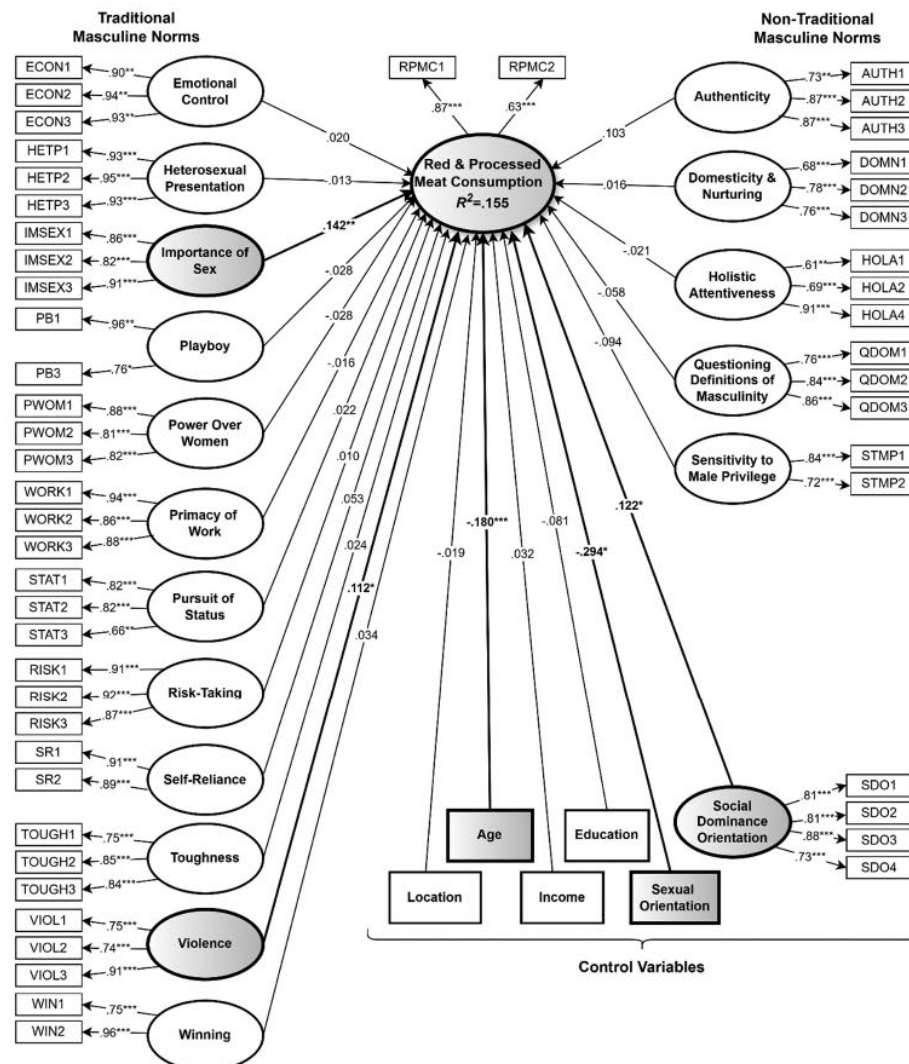 Traditional
Masculine Norms
Non-Traditional
Masculine Norms
RPMC1
RPMC2
.87***
.63***
Red & Processed
Meat Consumption
R²=.155
ECON1
.90**
ECON2
.94**
ECON3
.93**
Emotional
Control
.020
HETP1
.93***
HETP2
.95***
HETP3
.93***
Heterosexual
Presentation
.013
IMSEX1
.86***
IMSEX2
.82***
IMSEX3
.91***
Importance of
Sex
.142**
PB1
.96**
PB3
.76*
Playboy
-.028
PWOM1
.88***
PWOM2
.81***
PWOM3
.82***
Power Over
Women
-.028
WORK1
.94***
WORK2
.86***
WORK3
.88***
Primacy of
Work
-.016
STAT1
.82***
STAT2
.82***
STAT3
.66**
Pursuit of
Status
.022
RISK1
.91***
RISK2
.92***
RISK3
.87***
Risk-Taking
.010
SR1
.91***
SR2
.89***
Self-Reliance
.053
TOUGH1
.75***
TOUGH2
.85***
TOUGH3
.84***
Toughness
.024
VIOL1
.75***
VIOL2
.74***
VIOL3
.91***
Violence
.112*
WIN1
.75***
WIN2
.96***
Winning
.034
Authenticity
.73**
AUTH1
.87***
AUTH2
.87***
AUTH3
.103
Domesticity &
Nurturing
.68***
DOMN1
.78***
DOMN2
.76***
DOMN3
.016
Holistic
Attentiveness
.61**
HOLA1
.69***
HOLA2
.91***
HOLA4
-.021
Questioning
Definitions of
Masculinity
.76***
QDOM1
.84***
QDOM2
.86***
QDOM3
-.058
Sensitivity to
Male Privilege
.84***
STMP1
.72***
STMP2
-.094
-.019
-.180***
.032
-.081
-.294*
.122*
Age
Education
Location
Income
Sexual
Orientation
Social
Dominance
Orientation
.81***
SDO1
.81***
SDO2
.88***
SDO3
.73***
SDO4
Control Variables